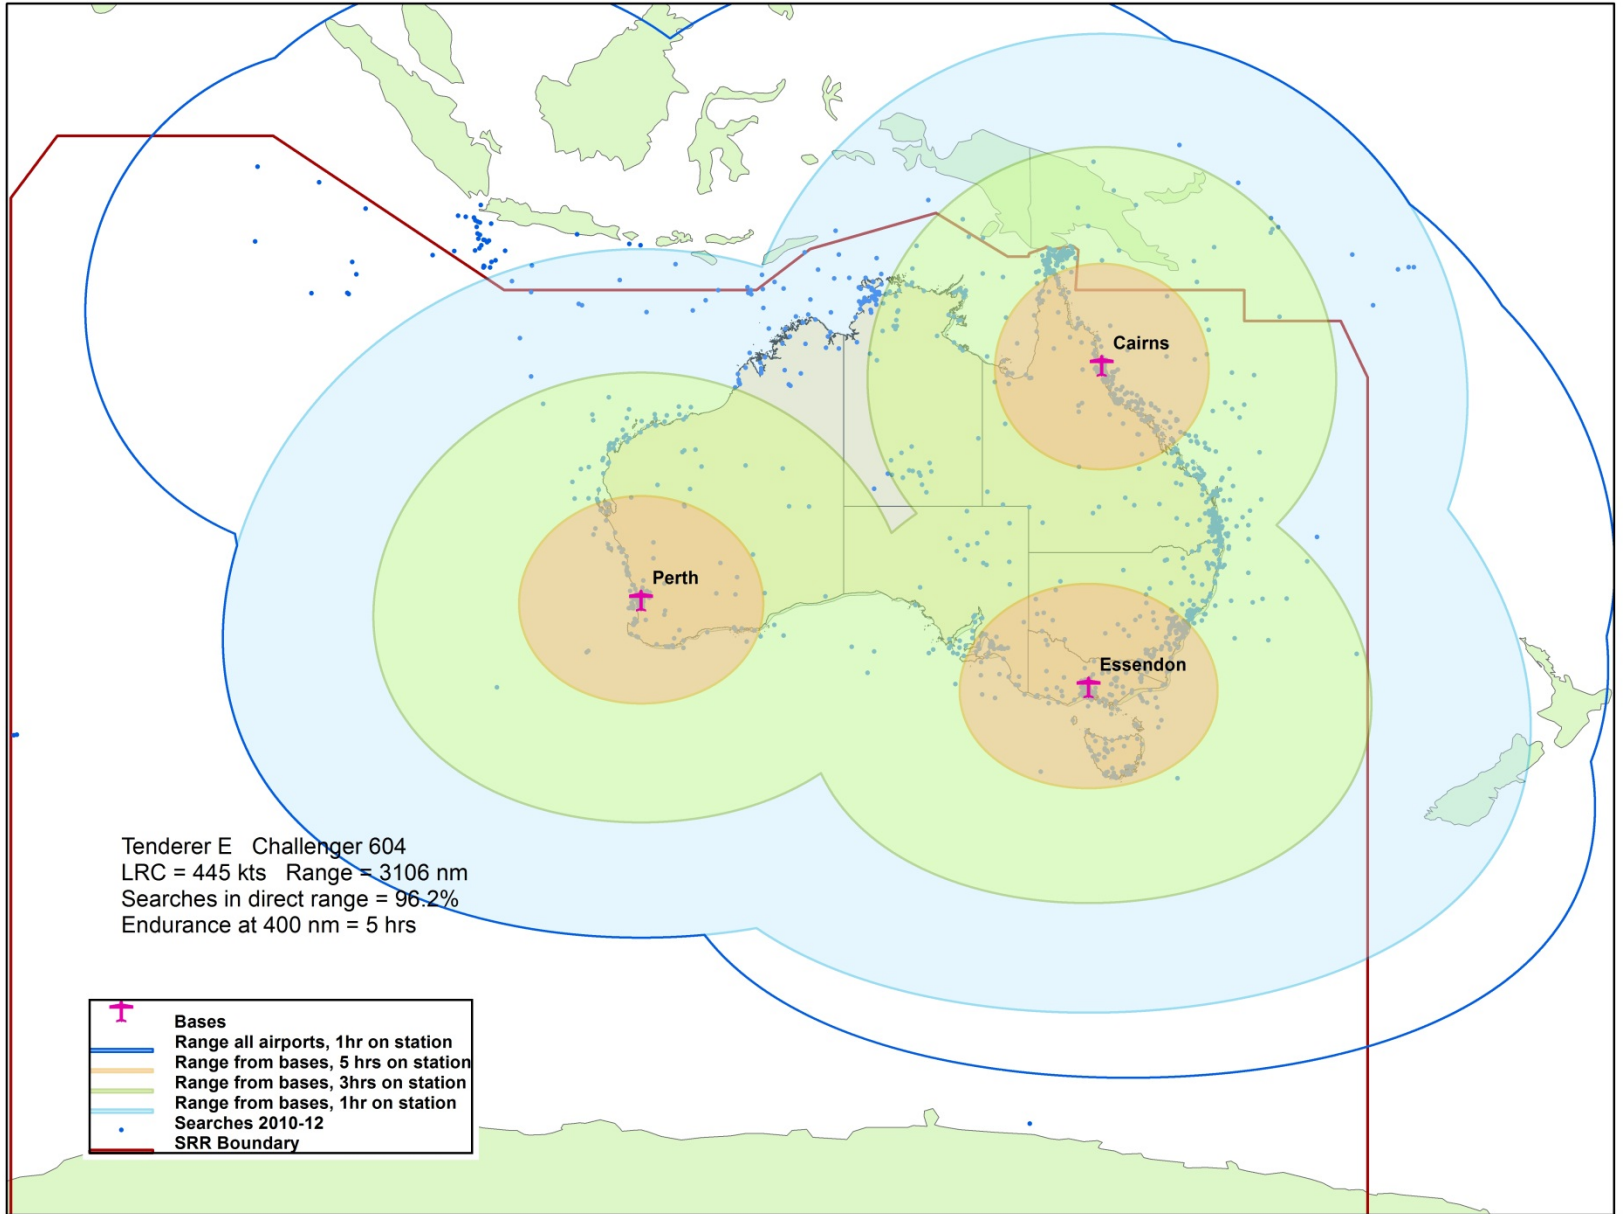 Cairns
Perth
Essendon
Tenderer E Challenger 604
LRC = 445 kts Range = 3106 nm
Searches in direct range = 96.2%
Endurance at 400 nm = 5 hrs
Bases
Range all airports, 1hr on station
Range from bases, 5 hrs on station
Range from bases, 3hrs on station
Range from bases, 1hr on station
Searches 2010-12
SRR Boundary